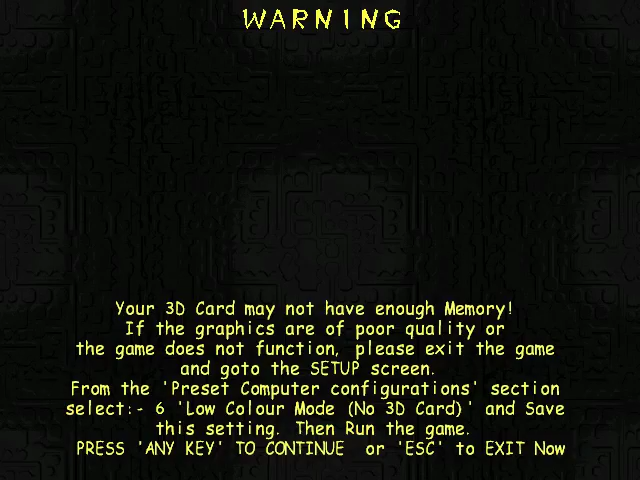 WARNING
Your 3D Card may not have enough Memory!
If the graphics are of poor quality or
the game does not function, please exit the game
and goto the SETUP screen.
From the 'Preset Computer configurations' section
select:- 6 'Low Colour Mode (No 3D Card)' and Save
this setting. Then Run the game.
PRESS 'ANY KEY' TO CONTINUE or 'ESC' to EXIT Now